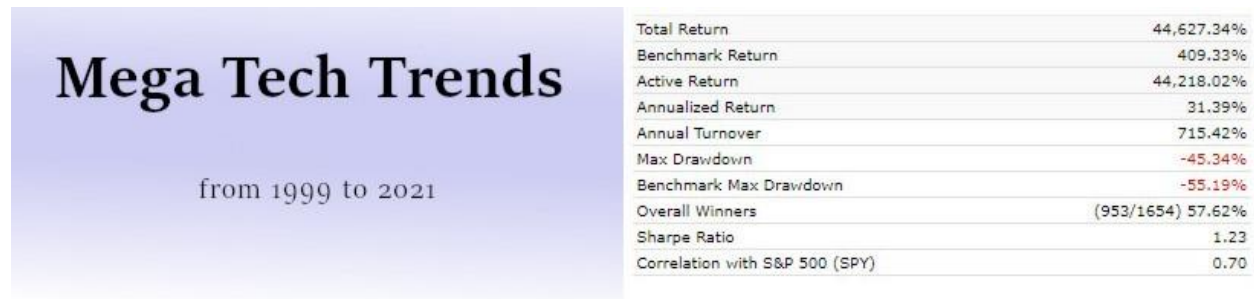 Mega Tech Trends
from 1999 to 2021
Total Return 44,627.34%
Benchmark Return 409.33%
Active Return 44,218.02%
Annualized Return 31.39%
Annual Turnover 715.42%
Max Drawdown -45.34%
Benchmark Max Drawdown -55.19%
Overall Winners (953/1654) 57.62%
Sharpe Ratio 1.23
Correlation with S&P 500 (SPY) 0.70